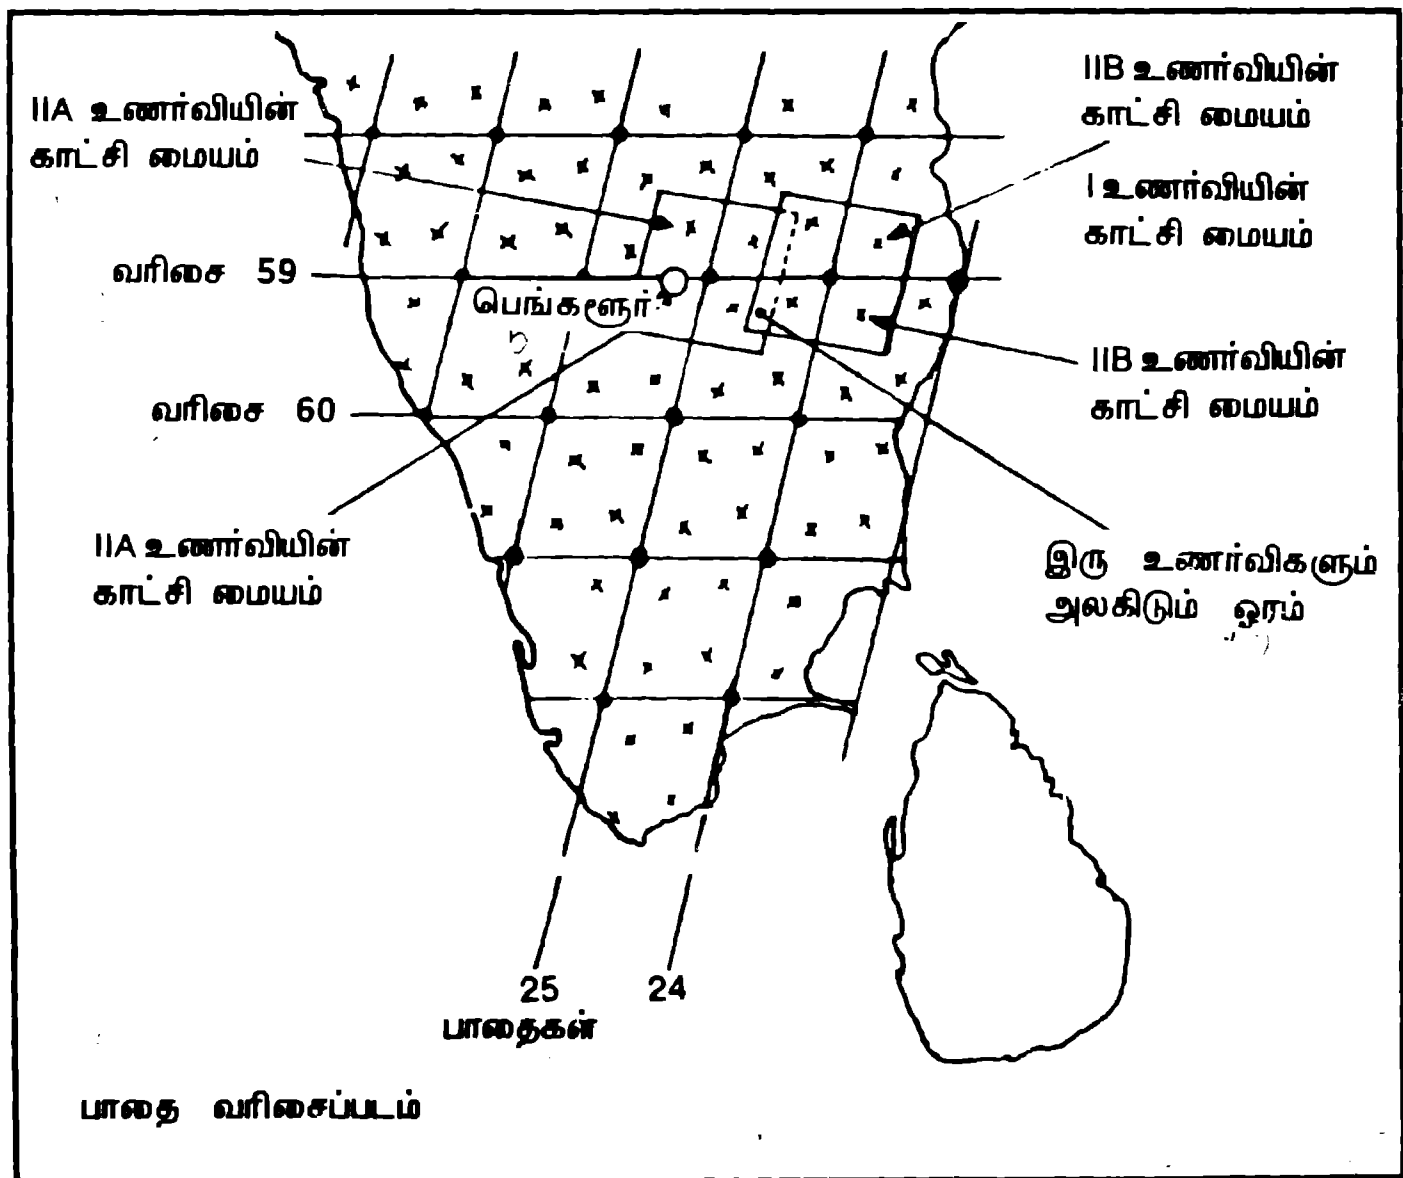 IIA உணர்வியின்
காட்சி மையம்
IIB உணர்வியின்
காட்சி மையம்
I உணர்வியின்
காட்சி மையம்
வரிசை 59
பெங்களூர்
IIB உணர்வியின்
காட்சி மையம்
வரிசை 60
IIA உணர்வியின்
காட்சி மையம்
இரு உணர்விகளும்
அலகிடும் ஓரம்
25 24
பாதைகள்
பாதை வரிசைப்படம்